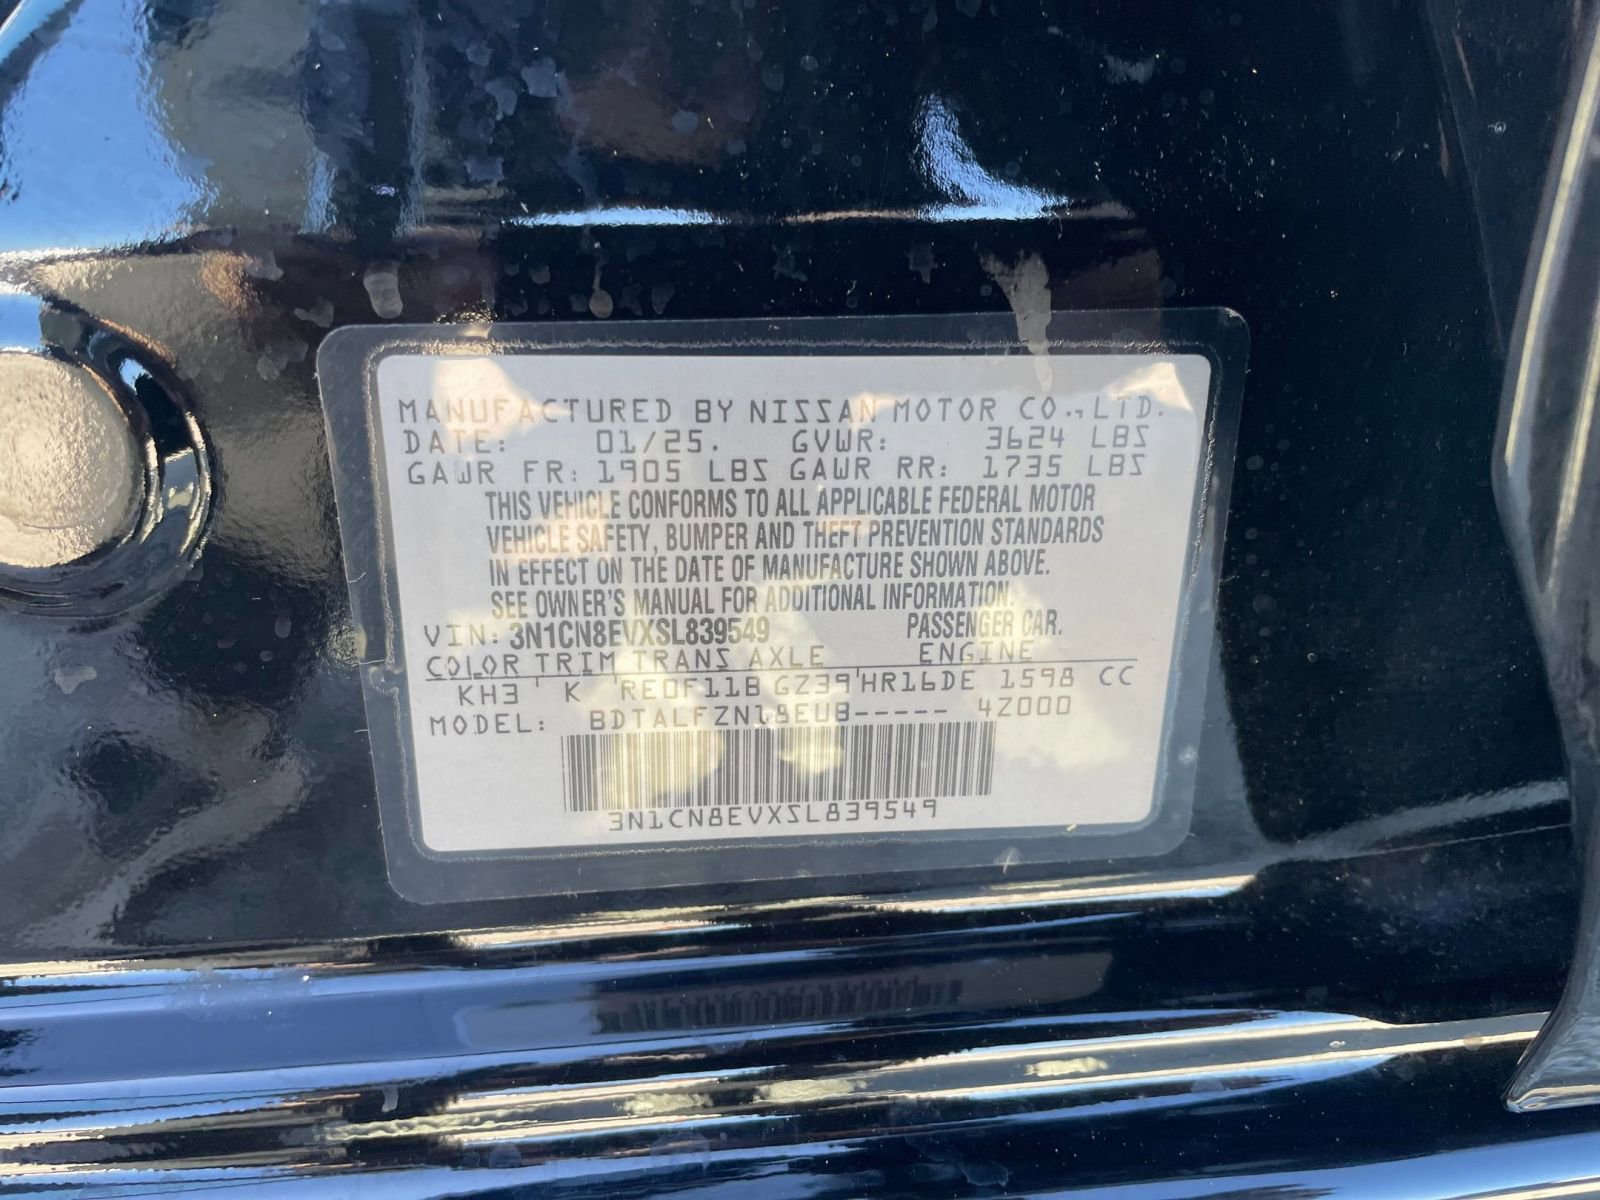 MANUFACTURED BY NISSAN MOTOR CO.,LTD.
DATE: 01/25. GVWR: 3624 LBS
GAWR FR: 1905 LBS GAWR RR: 1735 LBS
THIS VEHICLE CONFORMS TO ALL APPLICABLE FEDERAL MOTOR
VEHICLE SAFETY, BUMPER AND THEFT PREVENTION STANDARDS
IN EFFECT ON THE DATE OF MANUFACTURE SHOWN ABOVE.
SEE OWNER'S MANUAL FOR ADDITIONAL INFORMATION.
VIN: 3N1CN8EVXSL839549 PASSENGER CAR.
COLOR TRIM TRANS AXLE ENGINE
KH3 ' K 'RE0F11B GZ39'HR16DE 1598 CC
MODEL: BDTALFZN18EUB----- 4Z000
3N1CN8EVXSL839549